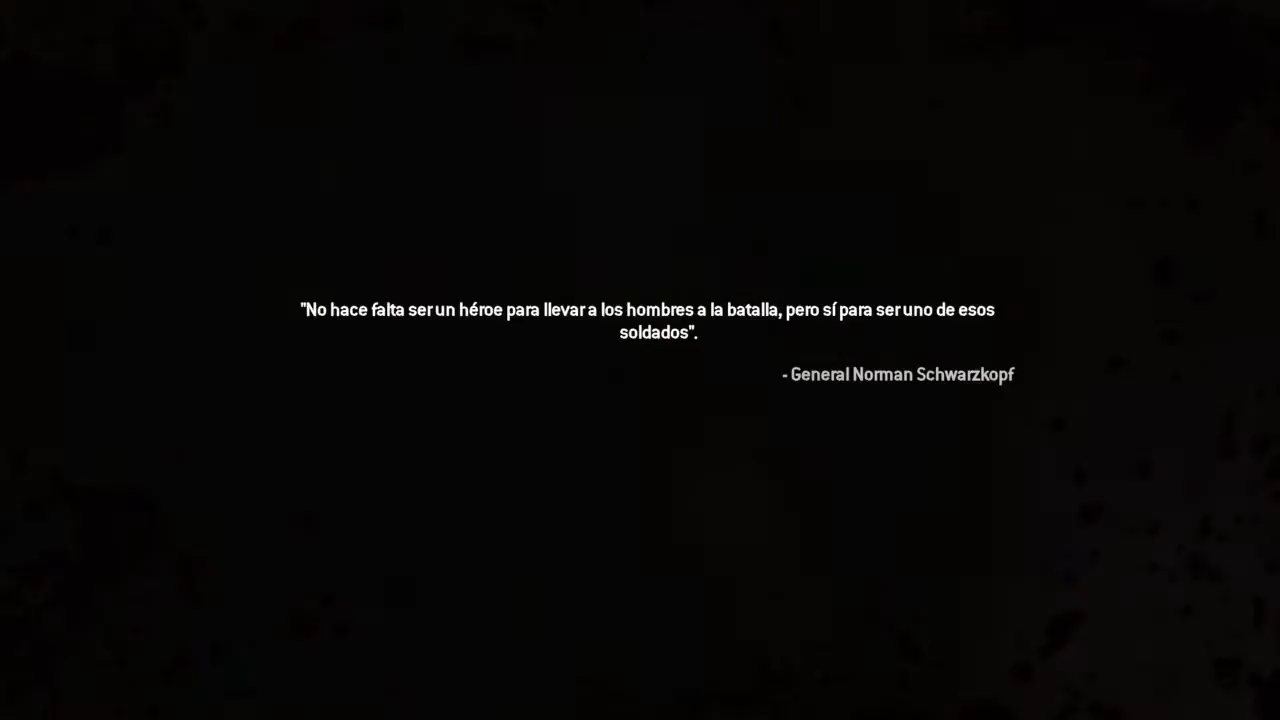 "No hace falta ser un héroe para llevar a los hombres a la batalla, pero sí para ser uno de esos
soldados".
- General Norman Schwarzkopf